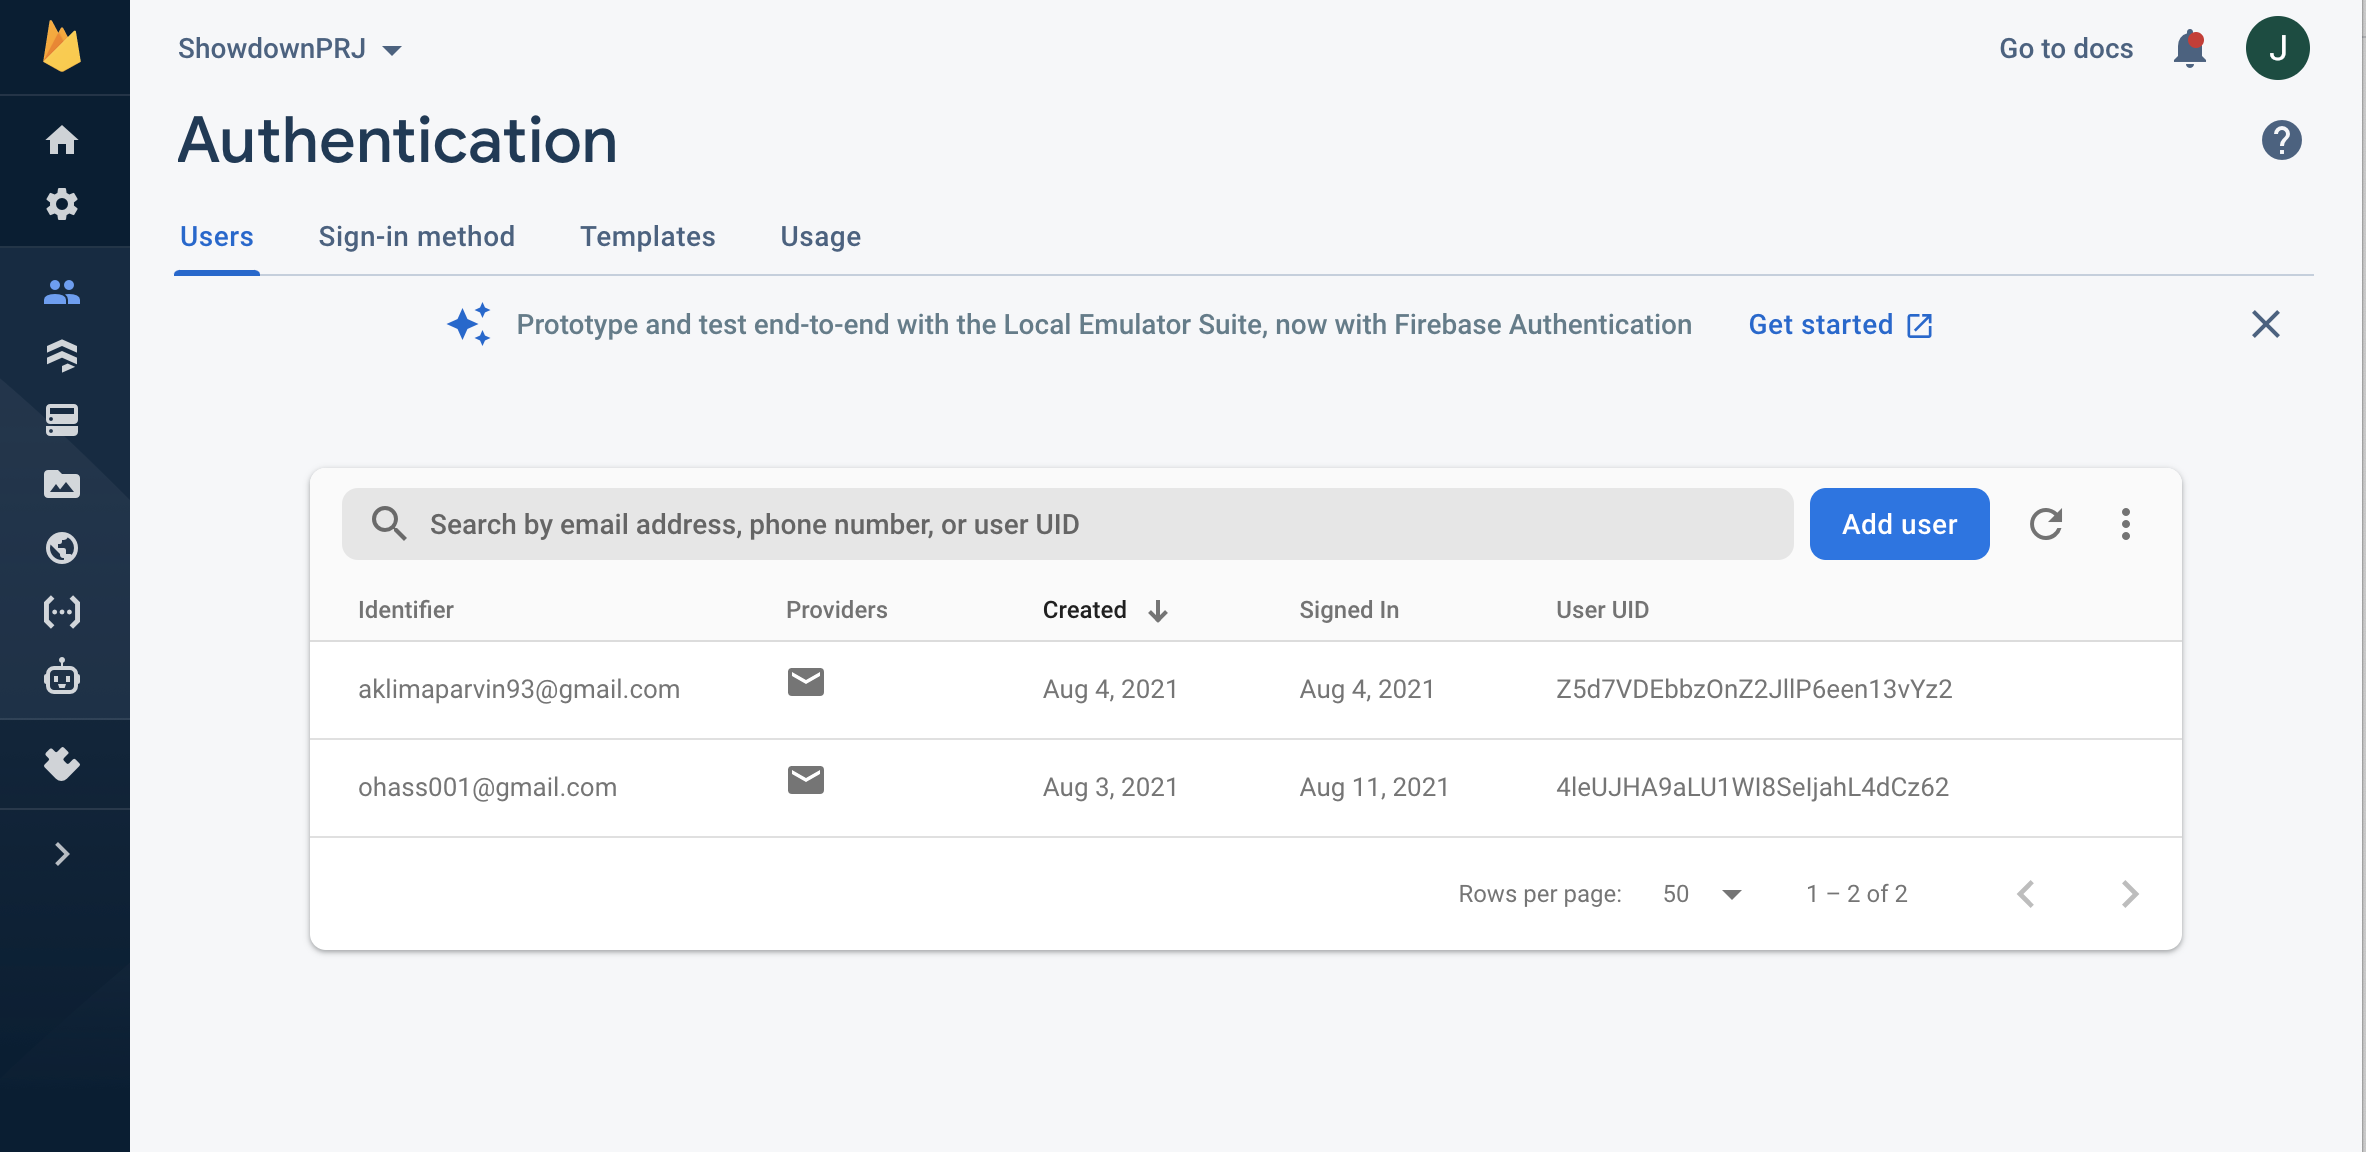 ShowdownPRJ
Go to docs
J
Authentication
?
Users Sign-in method Templates Usage
Prototype and test end-to-end with the Local Emulator Suite, now with Firebase Authentication Get started
Search by email address, phone number, or user UID
Add user
Identifier Providers Created Signed In User UID
aklimaparvin93@gmail.com Aug 4, 2021 Aug 4, 2021 Z5d7VDEbbzOnZ2JllP6een13vYz2
ohass001@gmail.com Aug 3, 2021 Aug 11, 2021 4leUJHA9aLU1WI8SeIjahL4dCz62
Rows per page: 50 1 – 2 of 2